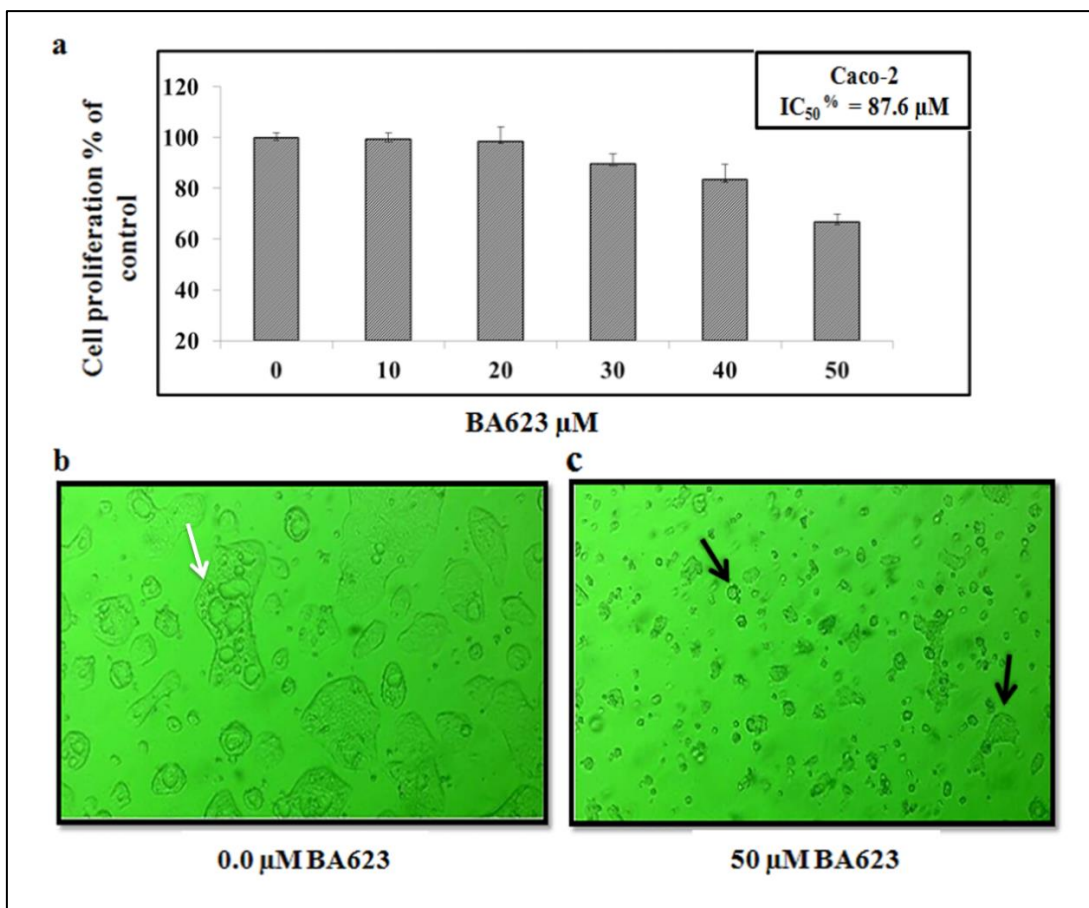 a
Caco-2
IC₅₀% = 87.6 µM
Cell proliferation % of
control
120
100
80
60
40
20
0 10 20 30 40 50
BA623 µM
b
c
0.0 µM BA623
50 µM BA623